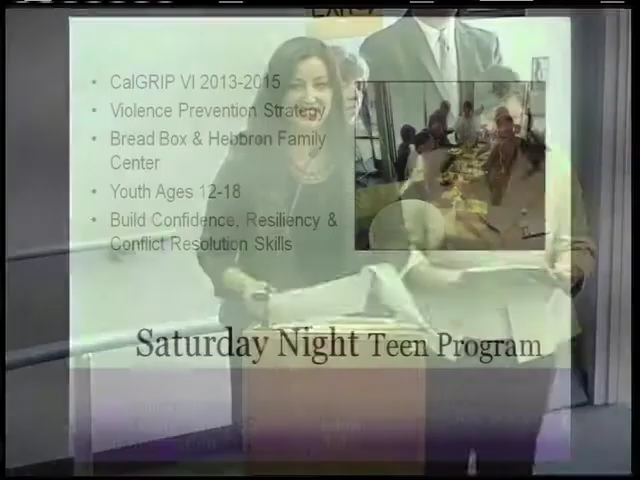 • CalGRIP VI 2013-2015
• Violence Prevention Strategy
• Bread Box & Hebbron Family
Center
• Youth Ages 12-18
• Build Confidence, Resiliency &
Conflict Resolution Skills
Saturday Night Teen Program